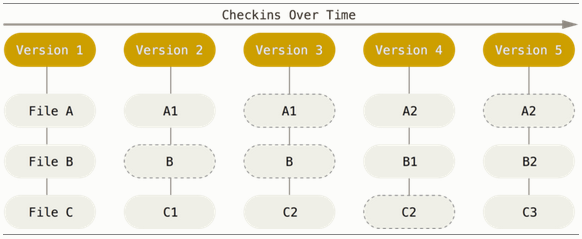 Checkins Over Time
Version 1 Version 2 Version 3 Version 4 Version 5
File A A1 A1 A2 A2
File B B B B1 B2
File C C1 C2 C2 C3